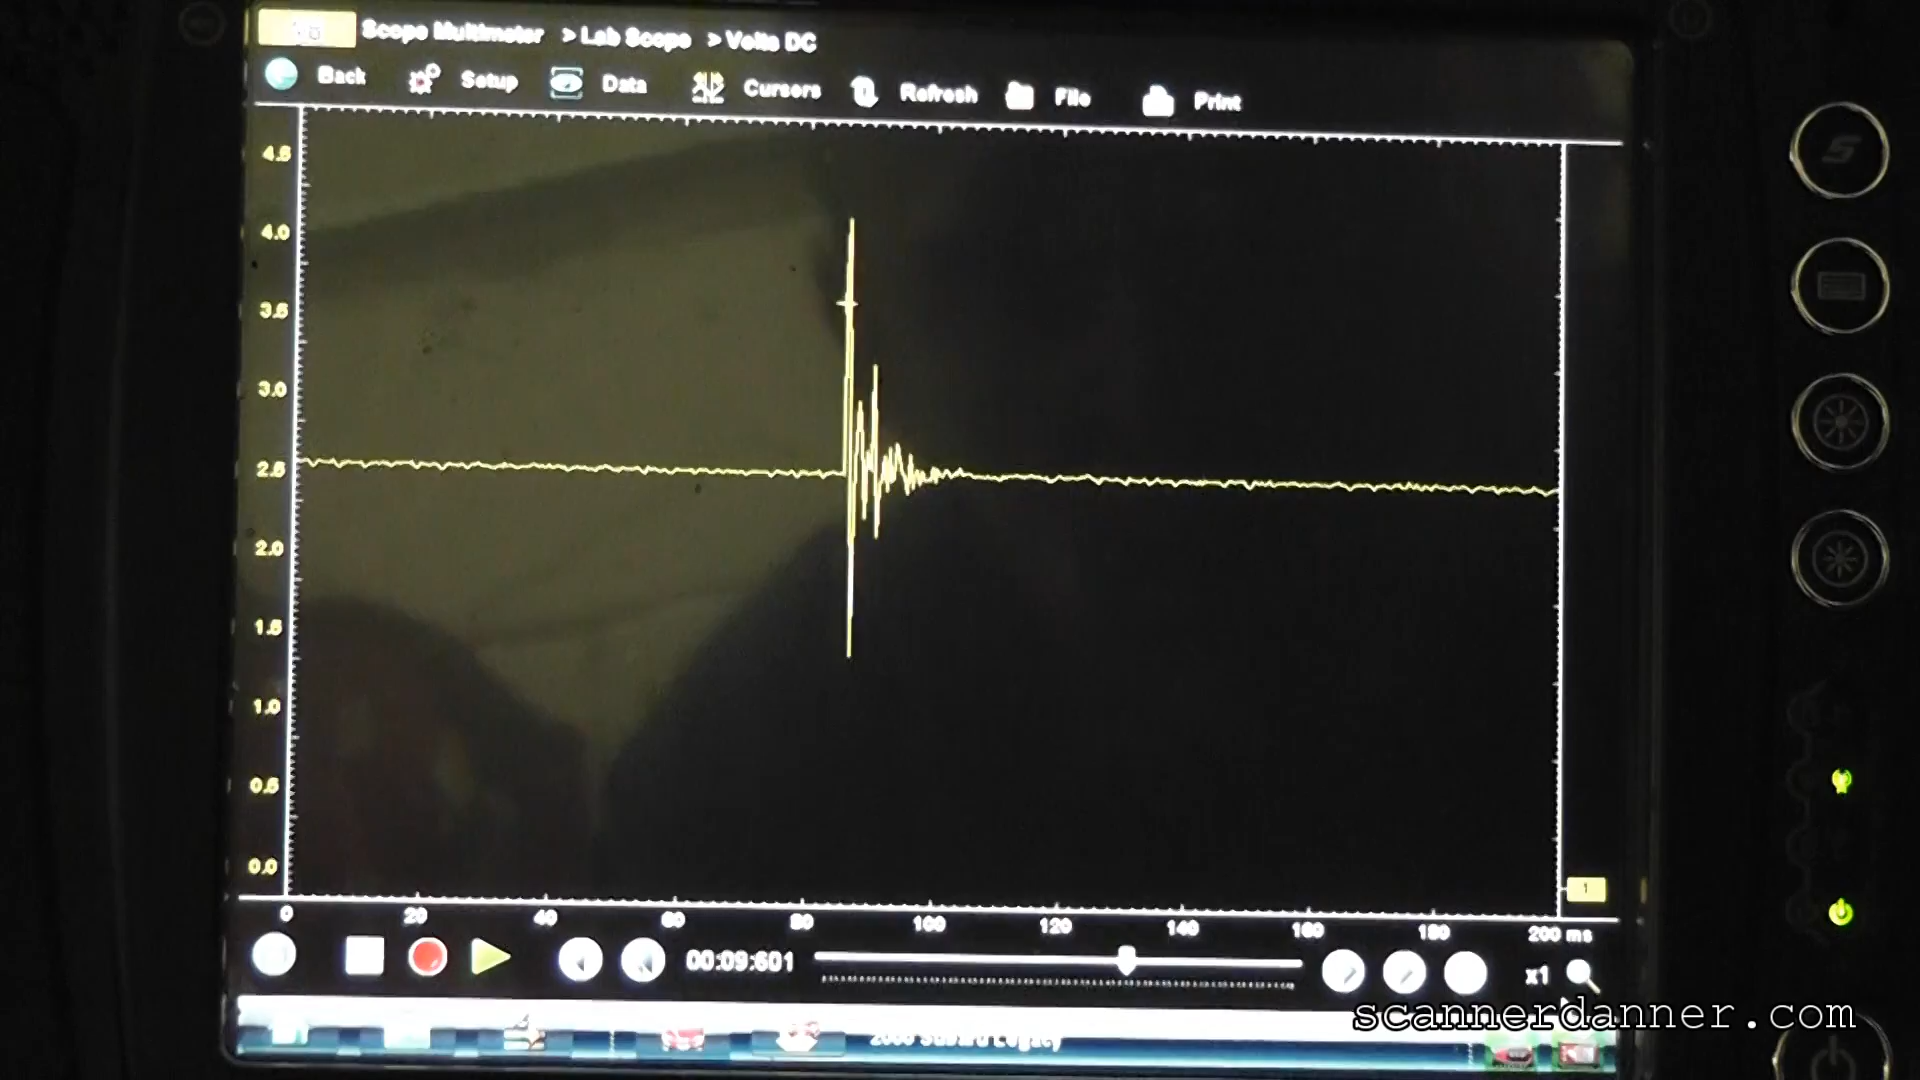 Scope Multimeter > Lab Scope > Volts DC
Back Setup Data Cursors Refresh File Print
4.5
4.0
3.5
3.0
2.5
2.0
1.5
1.0
0.5
0.0
1
0 20 40 60 80 100 120 140 160 180 200 ms
00:09:601 x1
scannerdanner.com
Subaru Legacy
S